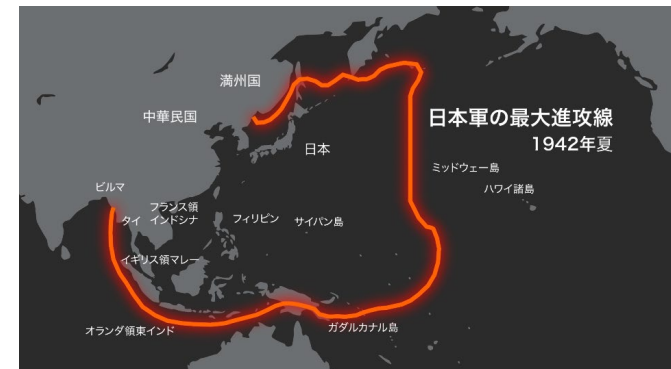 満州国
中華民国
日本軍の最大進攻線
1942年夏
日本
ミッドウェー島
ハワイ諸島
ビルマ
フランス領
インドシナ
タイ
フィリピン
サイパン島
イギリス領マレー
オランダ領東インド
ガダルカナル島